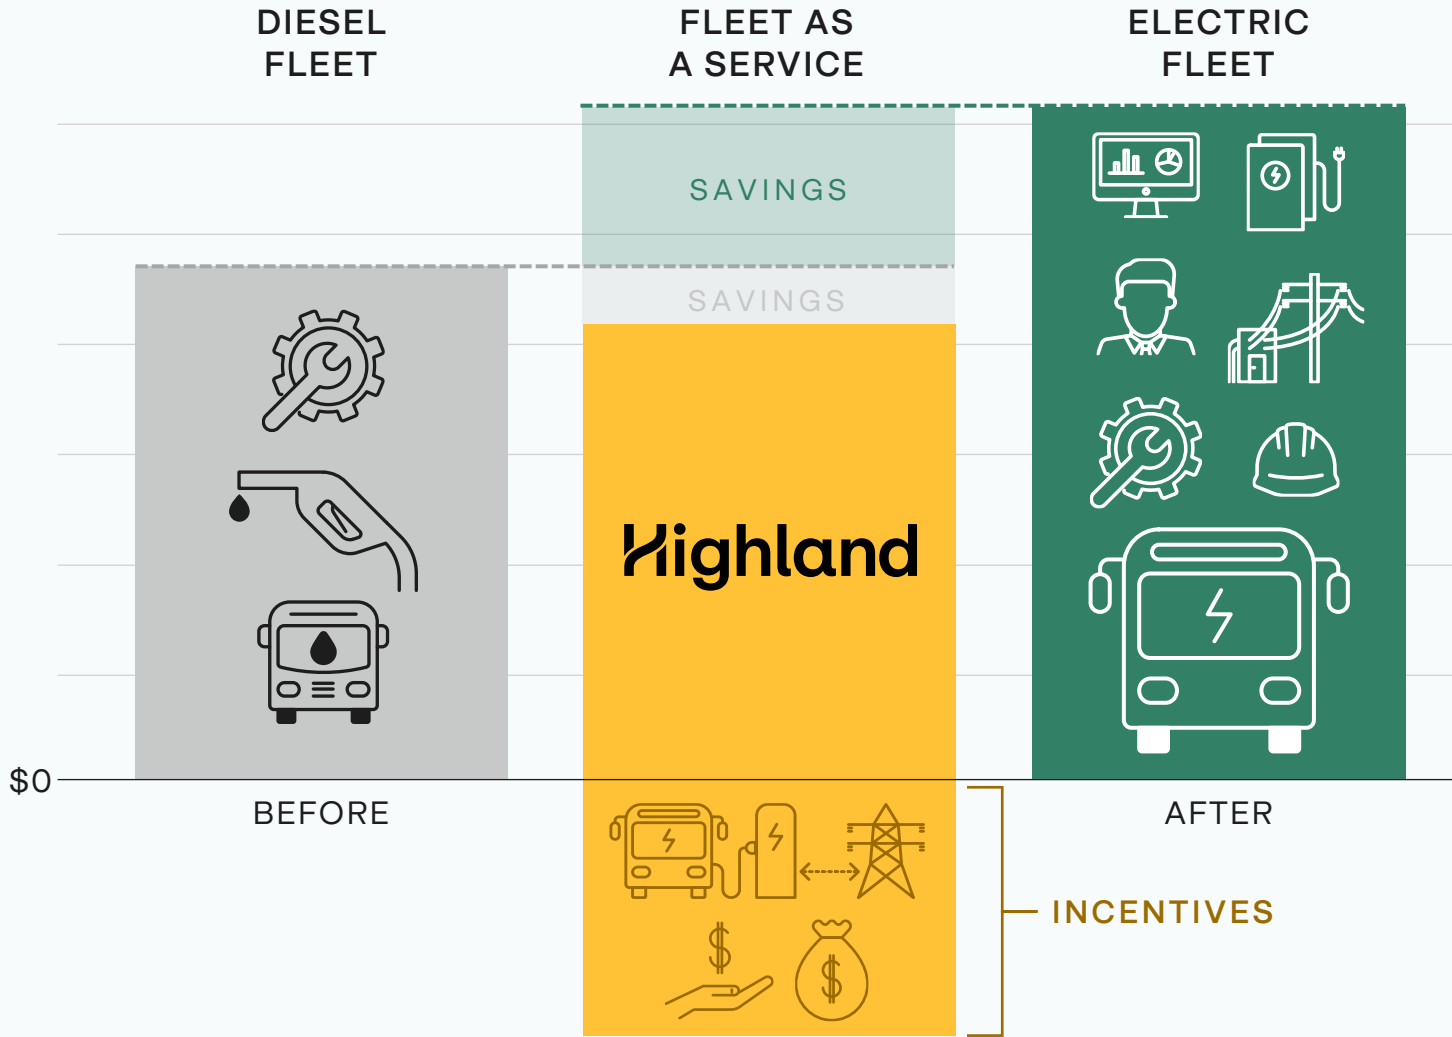 DIESEL
FLEET
FLEET AS
A SERVICE
ELECTRIC
FLEET
SAVINGS
SAVINGS
Highland
$0
BEFORE
AFTER
INCENTIVES
$
$